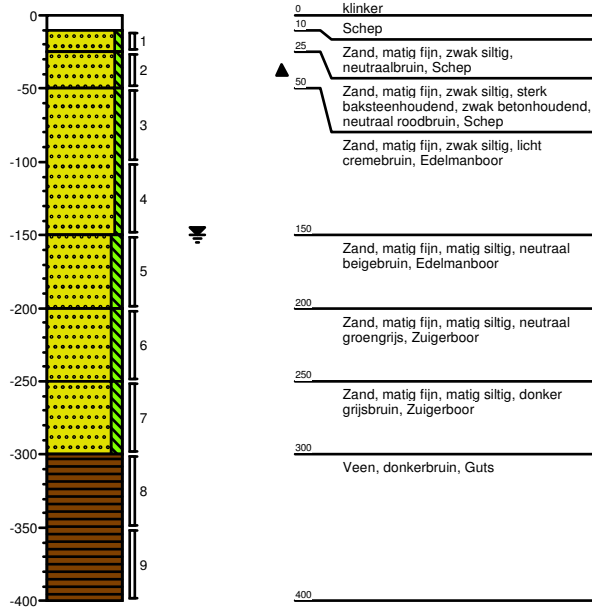 0
-50
-100
-150
-200
-250
-300
-350
-400
1
2
3
4
5
6
7
8
9
0 klinker
10 Schep
25 Zand, matig fijn, zwak siltig,
neutraalbruin, Schep
50 Zand, matig fijn, zwak siltig, sterk
baksteenhoudend, zwak betonhoudend,
neutraal roodbruin, Schep
Zand, matig fijn, zwak siltig, licht
cremebruin, Edelmanboor
150
Zand, matig fijn, matig siltig, neutraal
beigebruin, Edelmanboor
200
Zand, matig fijn, matig siltig, neutraal
groengrijs, Zuigerboor
250
Zand, matig fijn, matig siltig, donker
grijsbruin, Zuigerboor
300
Veen, donkerbruin, Guts
400